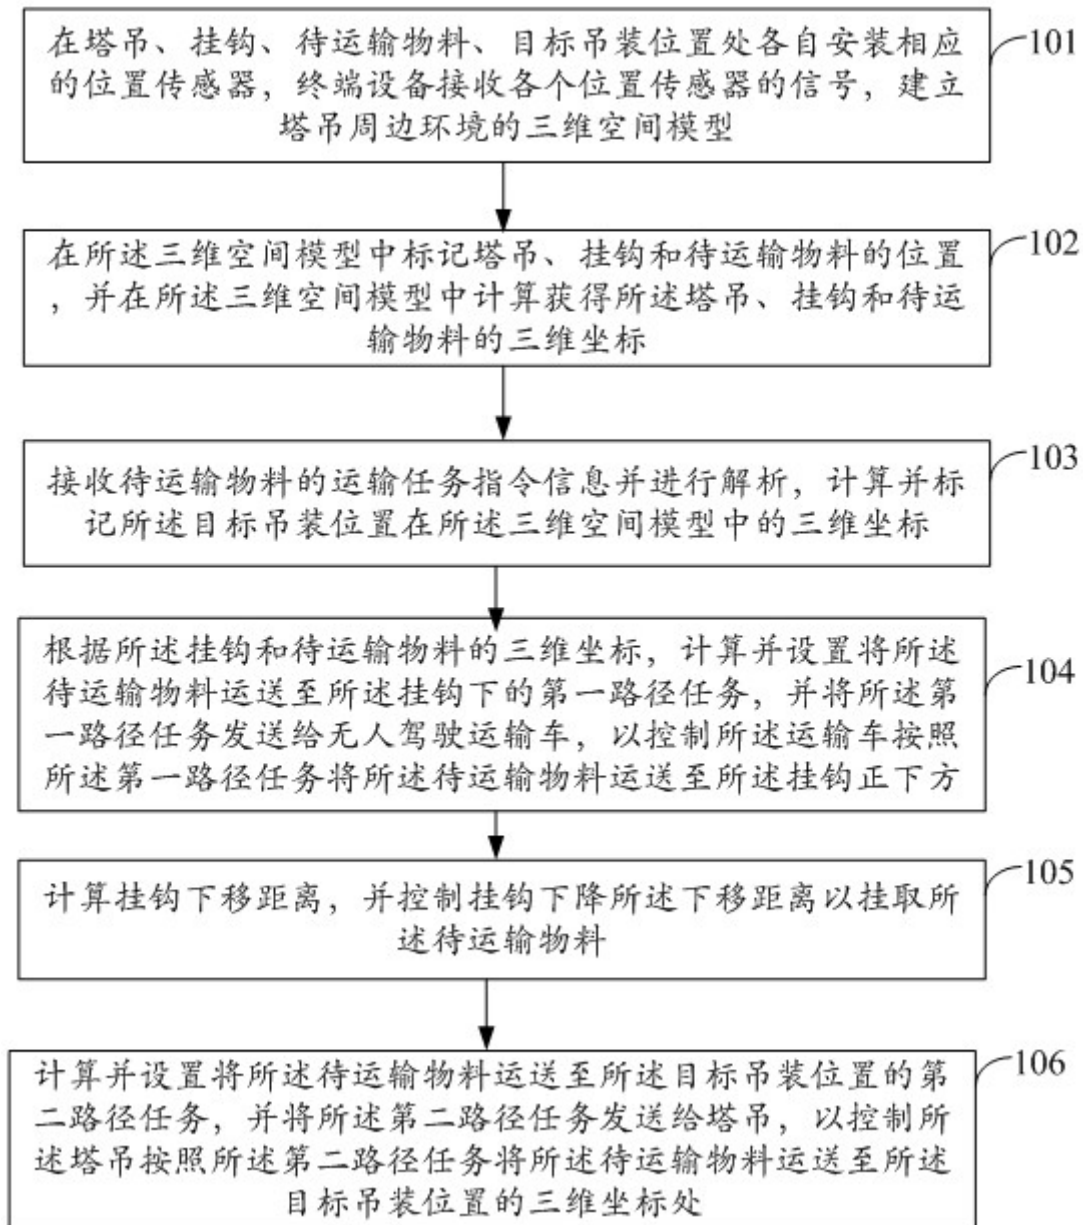 在塔吊、挂钩、待运输物料、目标吊装位置处各自安装相应
的位置传感器，终端设备接收各个位置传感器的信号，建立
塔吊周边环境的三维空间模型
101
在所述三维空间模型中标记塔吊、挂钩和待运输物料的位置
，并在所述三维空间模型中计算获得所述塔吊、挂钩和待运
输物料的三维坐标
102
接收待运输物料的运输任务指令信息并进行解析，计算并标
记所述目标吊装位置在所述三维空间模型中的三维坐标
103
根据所述挂钩和待运输物料的三维坐标，计算并设置将所述
待运输物料运送至所述挂钩下的第一路径任务，并将所述第
一路径任务发送给无人驾驶运输车，以控制所述运输车按照
所述第一路径任务将所述待运输物料运送至所述挂钩正下方
104
计算挂钩下移距离，并控制挂钩下降所述下移距离以挂取所
述待运输物料
105
计算并设置将所述待运输物料运送至所述目标吊装位置的第
二路径任务，并将所述第二路径任务发送给塔吊，以控制所
述塔吊按照所述第二路径任务将所述待运输物料运送至所述
目标吊装位置的三维坐标处
106